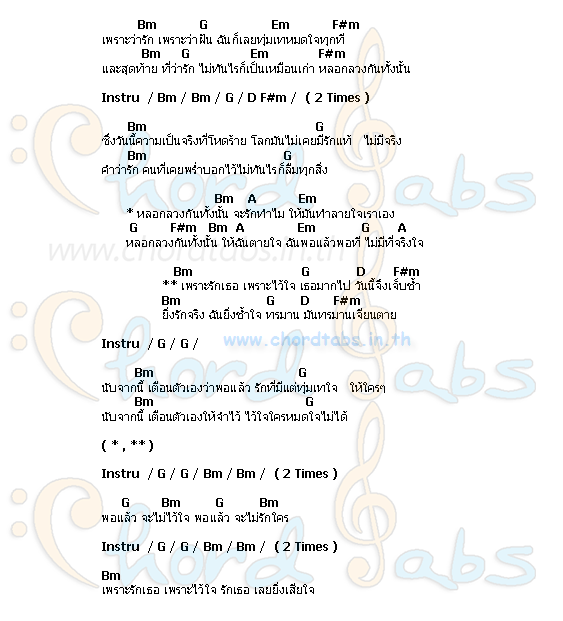 Bm G Em F#m
เพราะว่ารัก เพราะว่าฝัน ฉันก็เลยทุ่มเทหมดใจทุกที
Bm G Em F#m
และสุดท้าย ที่ว่ารัก ไม่ทันไรก็เป็นเหมือนเก่า หลอกลวงกันทั้งนั้น
Instru / Bm / Bm / G / D F#m / ( 2 Times )
Bm G
ซึ่งวันนี้ความเป็นจริงที่โหดร้าย โลกมันไม่เคยมีรักแท้ ไม่มีจริง
Bm G
คำว่ารัก คนที่เคยพร่ำบอกไว้ไม่ทันไรก็ลืมทุกสิ่ง
Bm A Em
* หลอกลวงกันทั้งนั้น จะรักทำไม ให้มันทำลายใจเราเอง
G F#m Bm A Em G A
หลอกลวงกันทั้งนั้น ให้ฉันตายใจ ฉันพอแล้วพอที ไม่มีที่จริงใจ
Bm G D F#m
** เพราะรักเธอ เพราะไว้ใจ เธอมากไป วันนี้จึงเจ็บช้ำ
Bm G D F#m
ยิ่งรักจริง ฉันยิ่งช้ำใจ ทรมาน มันทรมานเจียนตาย
www.chordtabs.in.th
www.chordtabs.in.th
Instru / G / G /
Bm G
นับจากนี้ เตือนตัวเองว่าพอแล้ว รักที่มีแต่ทุ่มเทใจ ให้ใครๆ
Bm G
นับจากนี้ เตือนตัวเองให้จำไว้ ไว้ใจใครหมดใจไม่ได้
( * , ** )
Instru / G / G / Bm / Bm / ( 2 Times )
G Bm G Bm
พอแล้ว จะไม่ไว้ใจ พอแล้ว จะไม่รักใคร
Instru / G / G / Bm / Bm / ( 2 Times )
Bm
เพราะรักเธอ เพราะไว้ใจ รักเธอ เลยยิ่งเสียใจ